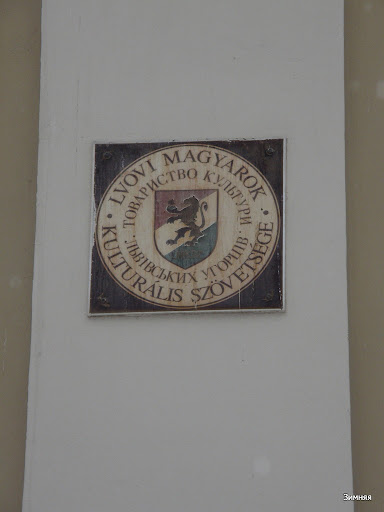 LVOVI MAGYAROK
KULTURÁLIS SZÖVETSÉGE
ТОВАРИСТВО КУЛЬТУРИ
ЛЬВІВСЬКИХ УГОРЦІВ
Зимняя